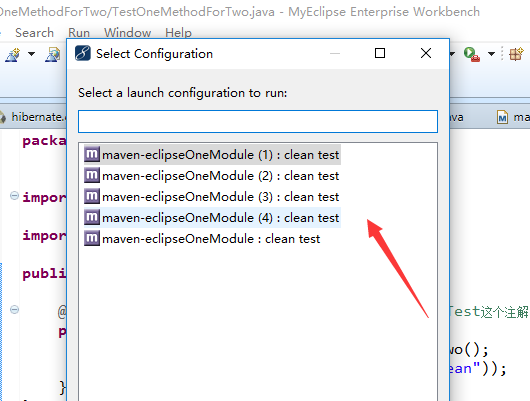 OneMethodForTwo/TestOneMethodForTwo.java - MyEclipse Enterprise Workbench
Search Run Window Help
Select Configuration
Select a launch configuration to run:
maven-eclipseOneModule (1) : clean test
maven-eclipseOneModule (2) : clean test
maven-eclipseOneModule (3) : clean test
maven-eclipseOneModule (4) : clean test
maven-eclipseOneModule : clean test
hibernate.
ava
ma
packa
impor
impor
publi
@
Test这个注解
p
wo();
ean"));
}